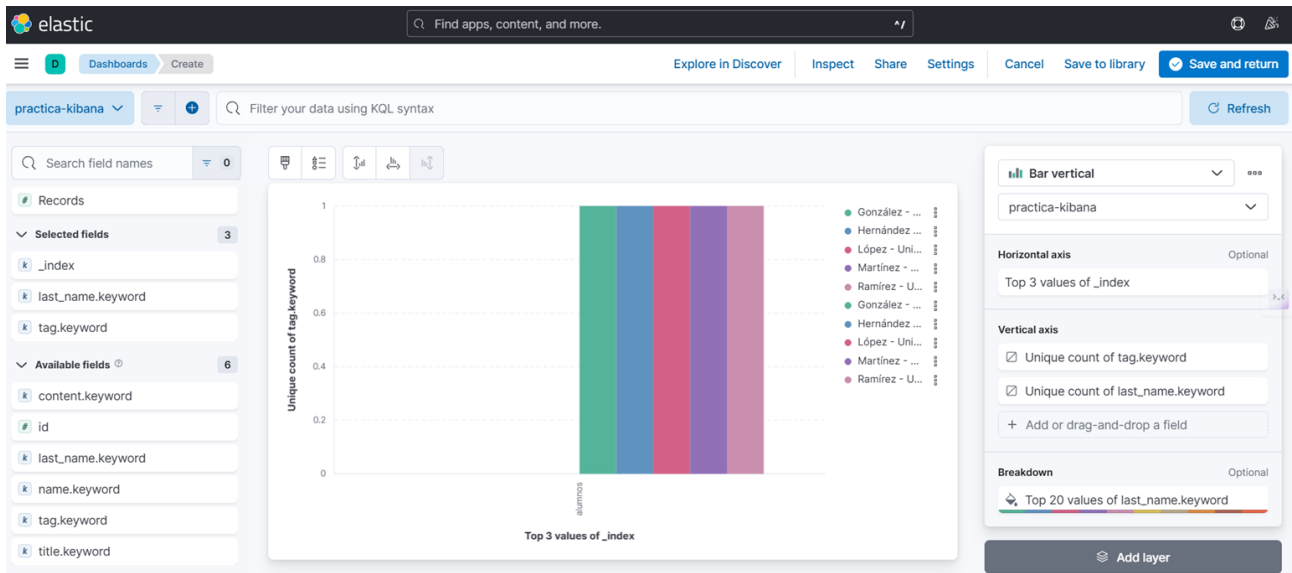 elastic
Find apps, content, and more.
^/
D
Dashboards
Create
Explore in Discover
Inspect
Share
Settings
Cancel
Save to library
Save and return
practica-kibana
Filter your data using KQL syntax
Refresh
Search field names
0
Records
Selected fields
3
k _index
k last_name.keyword
k tag.keyword
Available fields
6
k content.keyword
# id
k last_name.keyword
k name.keyword
k tag.keyword
k title.keyword
Unique count of tag.keyword
1
0.8
0.6
0.4
0.2
0
alumnos
Top 3 values of _index
González - ...
Hernández ...
López - Uni...
Martínez - ...
Ramírez - U...
González - ...
Hernández ...
López - Uni...
Martínez - ...
Ramírez - U...
Bar vertical
practica-kibana
Horizontal axis
Optional
Top 3 values of _index
Vertical axis
Unique count of tag.keyword
Unique count of last_name.keyword
+ Add or drag-and-drop a field
Breakdown
Optional
Top 20 values of last_name.keyword
Add layer